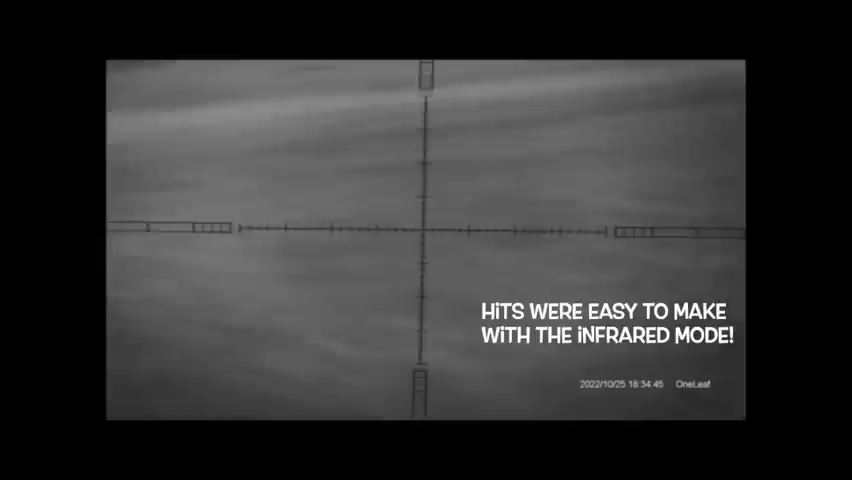 HiTS WERE EASY TO MAKE
WiTH THE iNFRARED MODE!
2022/10/25 18:34:45 OneLeaf